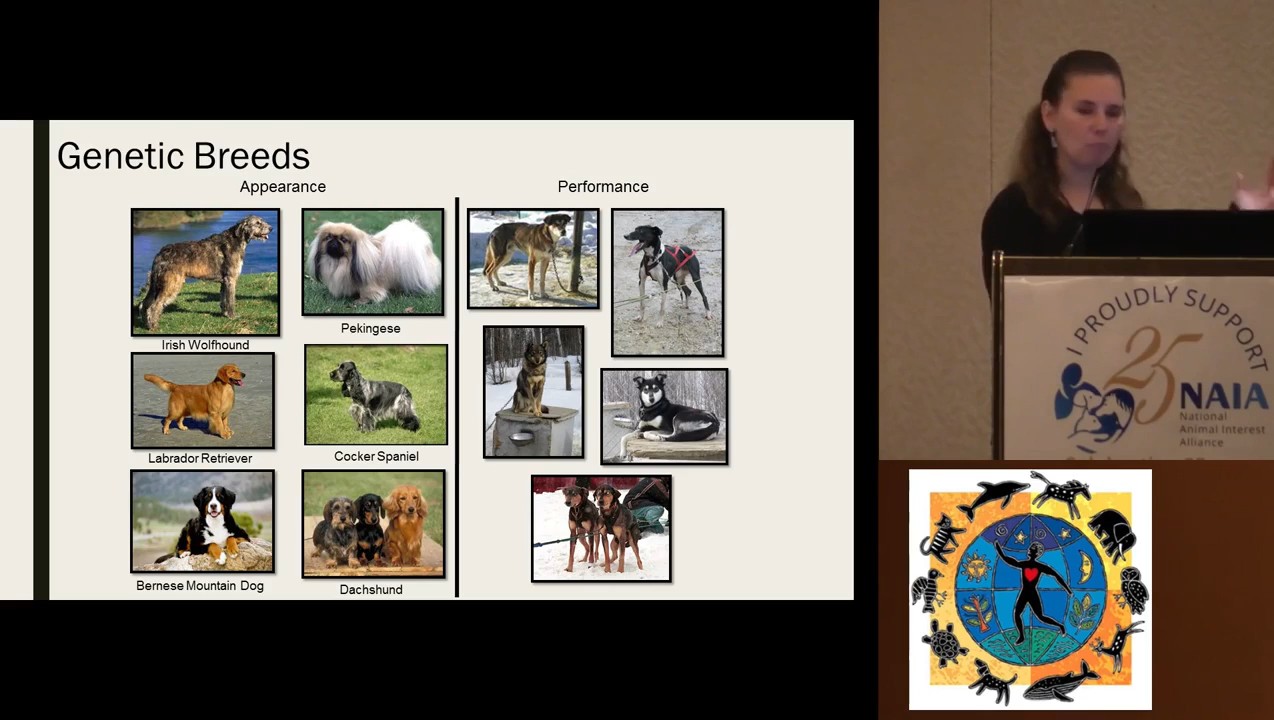 Genetic Breeds
Appearance
Performance
Irish Wolfhound
Pekingese
Labrador Retriever
Cocker Spaniel
Bernese Mountain Dog
Dachshund
I PROUDLY SUPPORT
25
NAIA
National
Animal Interest
Alliance